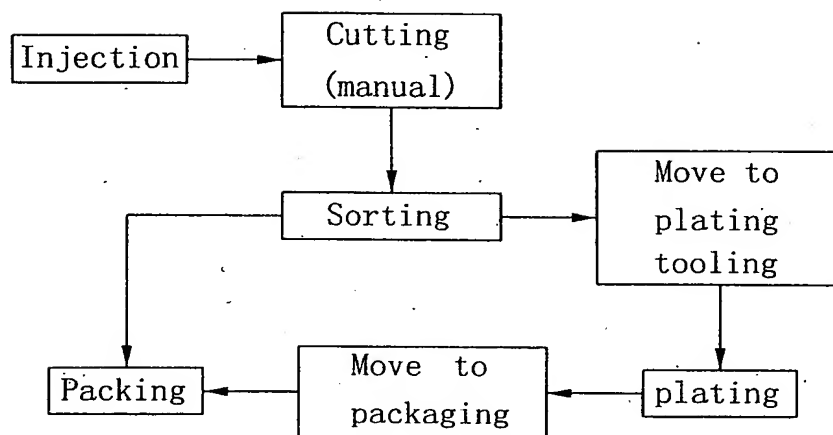 Injection
Cutting
(manual)
Sorting
Move to
plating
tooling
plating
Move to
packaging
Packing